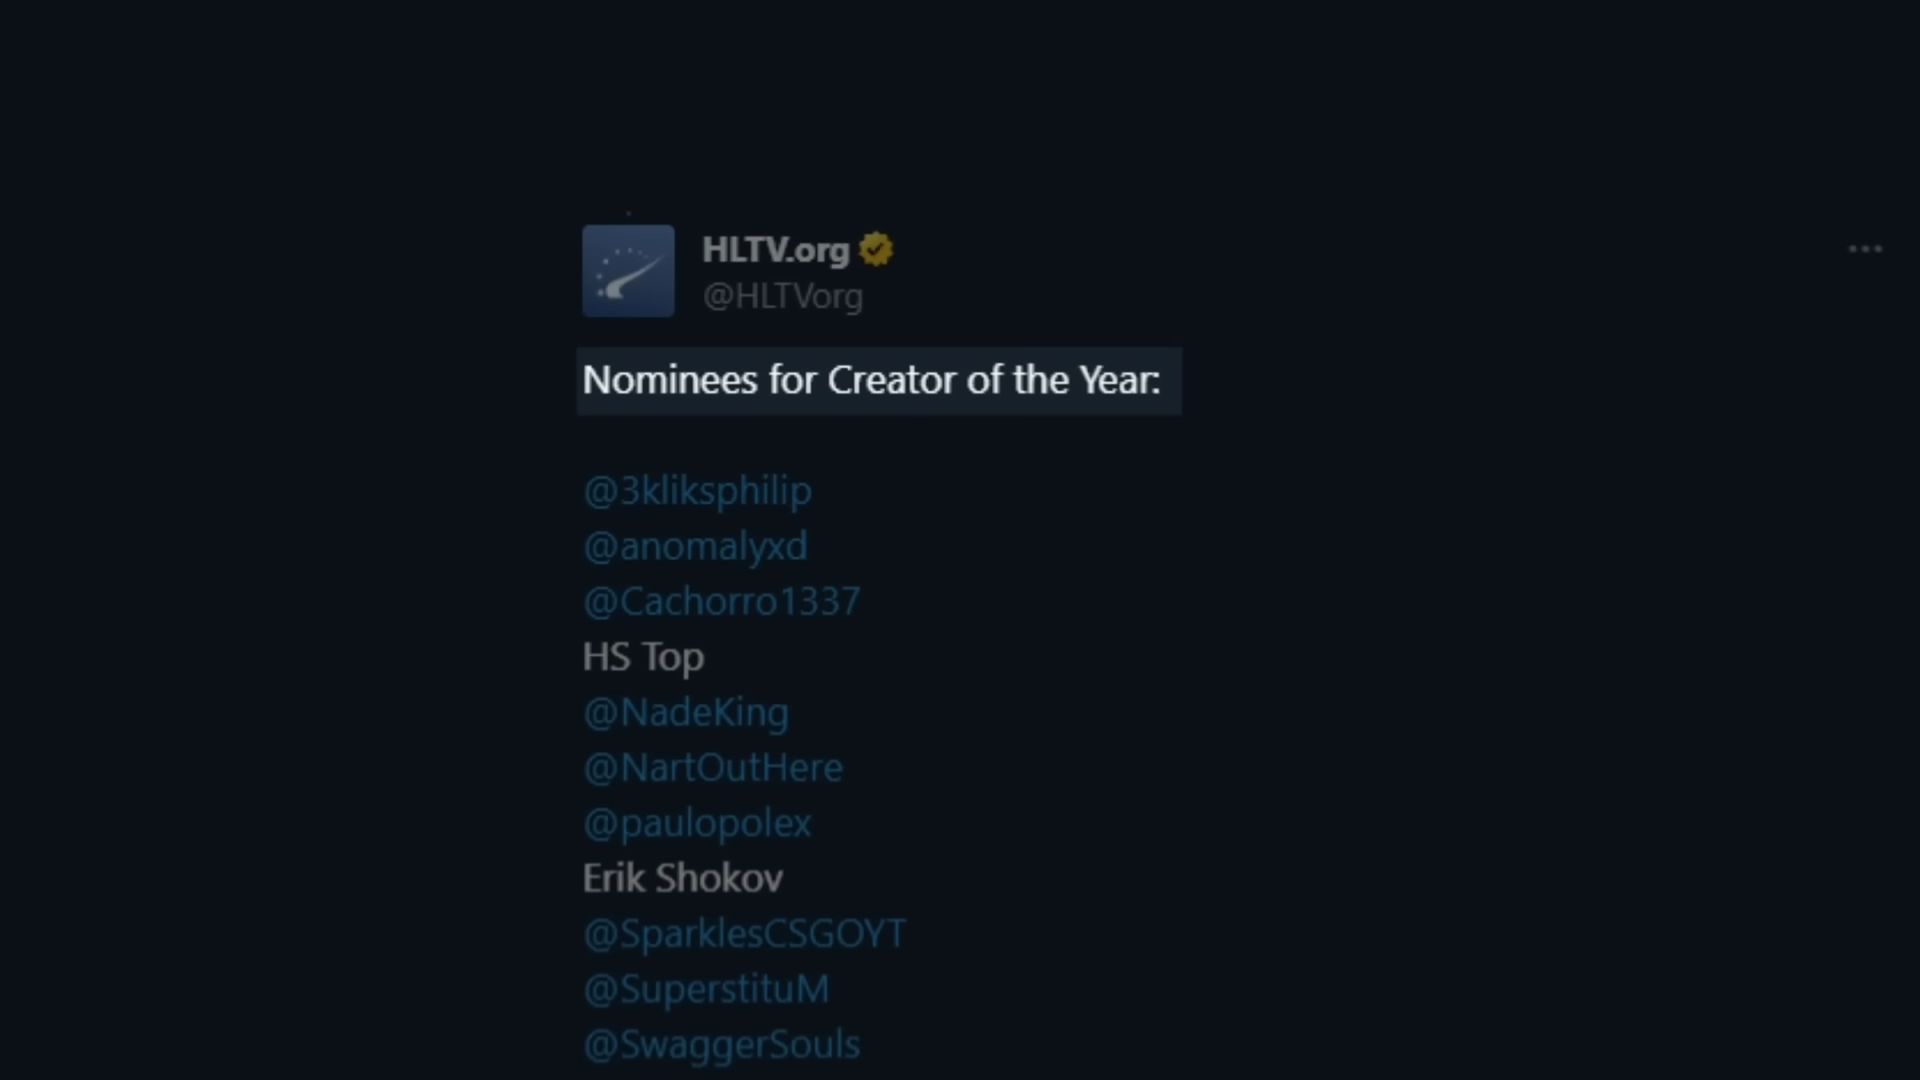 HLTV.org
@HLTVorg
Nominees for Creator of the Year:
@3kliksphilip
@anomalyxd
@Cachorro1337
HS Top
@NadeKing
@NartOutHere
@paulopolex
Erik Shokov
@SparklesCSGOYT
@SuperstituM
@SwaggerSouls